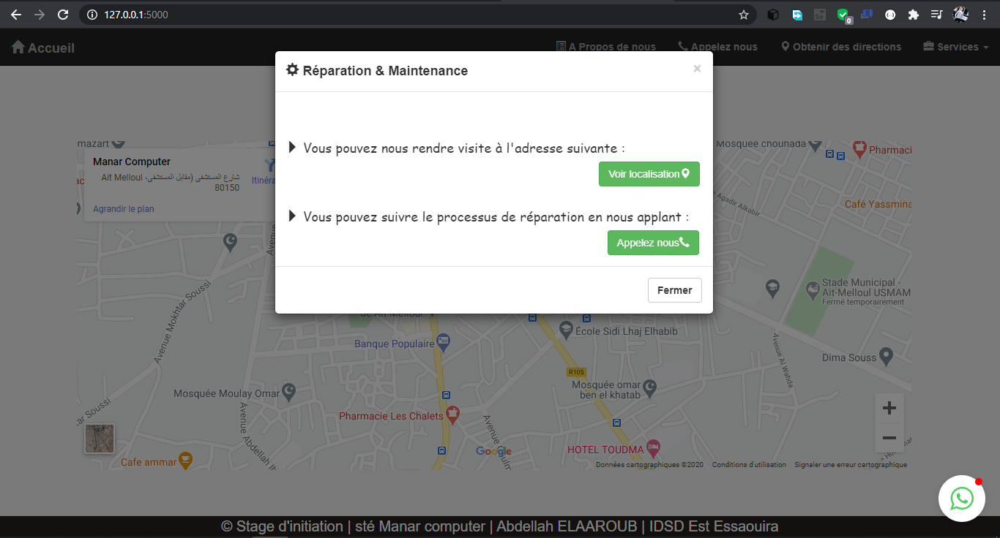 127.0.0.1:5000
0
Accueil
A Propos de nous
Appelez nous
Obtenir des directions
Services
Réparation & Maintenance
×
Vous pouvez nous rendre visite à l'adresse suivante :
Voir localisation
Vous pouvez suivre le processus de réparation en nous applant :
Appelez nous
Fermer
mazart
Manar Computer
شارع المستشفى (مقابل المستشفى، Ait Melloul
80150
Itinéra
Agrandir le plan
Mosquée chouhada
Pharmaci
Agadir Alkabir
Café Yassmina
Stade Municipal -
Ait-Melloul USMAM
Fermé temporairement
Avenue Mokhtar Soussi
de Ait Melloul
Banque Populaire
École Sidi Lhaj Elhabib
Dima Souss
Avenue Al Wahda
R105
Mosquée omar
ben el khatab
Mosquée Moulay Omar
Soussi
Pharmacie Les Chalets
Avenue Abdellah
HOTEL TOUDMA
Cafe ammar
Google
Données cartographiques ©2020
Conditions d'utilisation
Signaler une erreur cartographique
© Stage d'initiation | sté Manar computer | Abdellah ELAAROUB | IDSD Est Essaouira